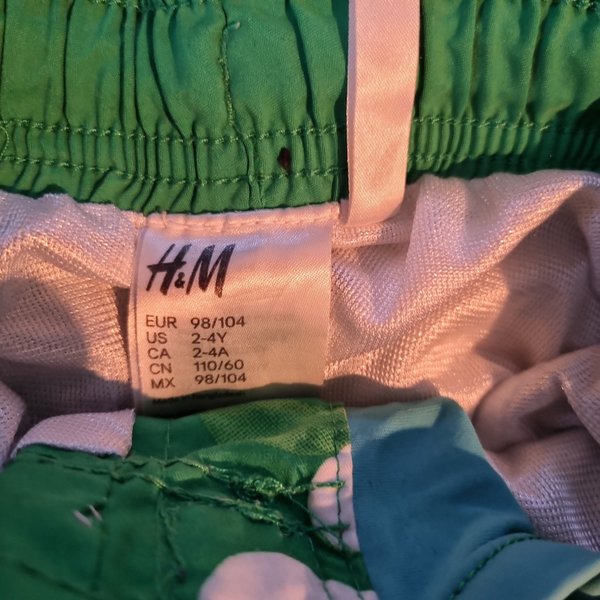 H&M
EUR 98/104
US 2-4Y
CA 2-4A
CN 110/60
MX 98/104